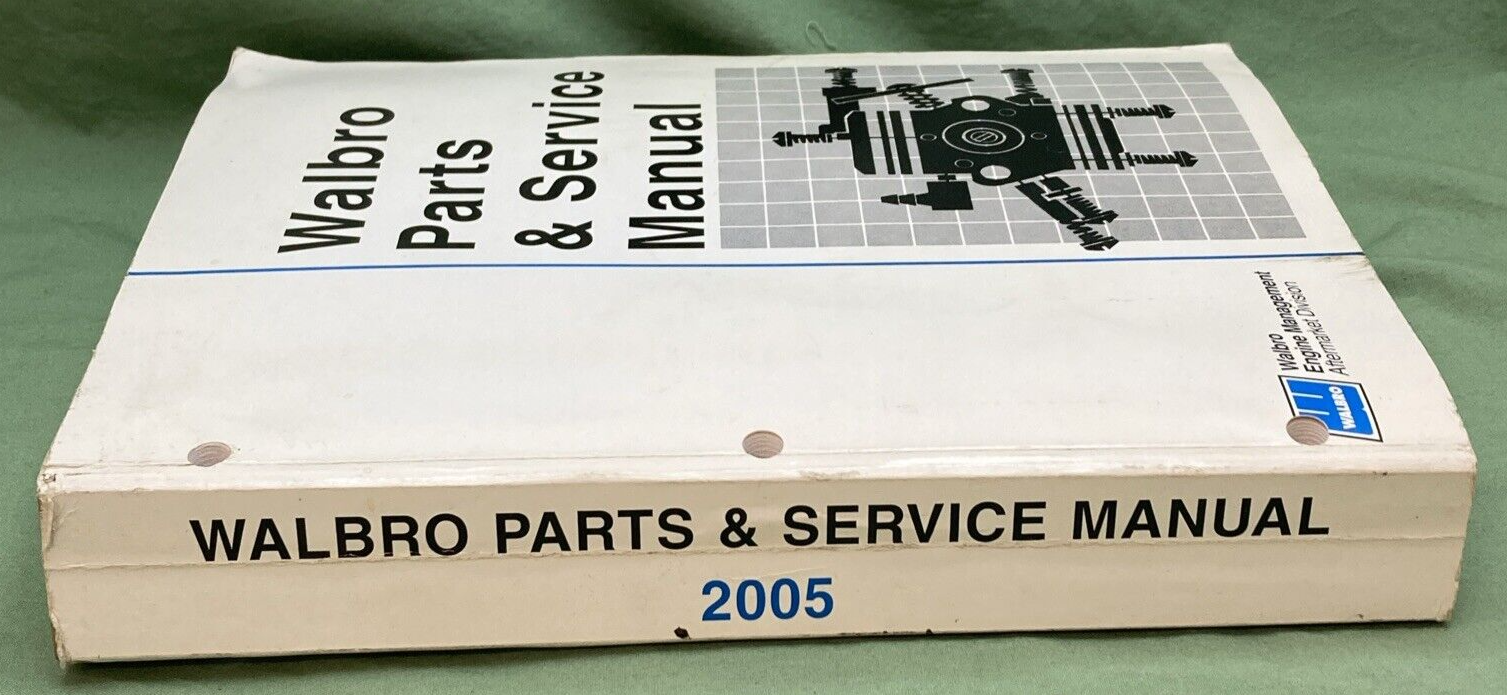 Walbro
Parts
& Service
Manual
Walbro
Engine Management
Aftermarket Division
WALBRO
WALBRO PARTS & SERVICE MANUAL
2005